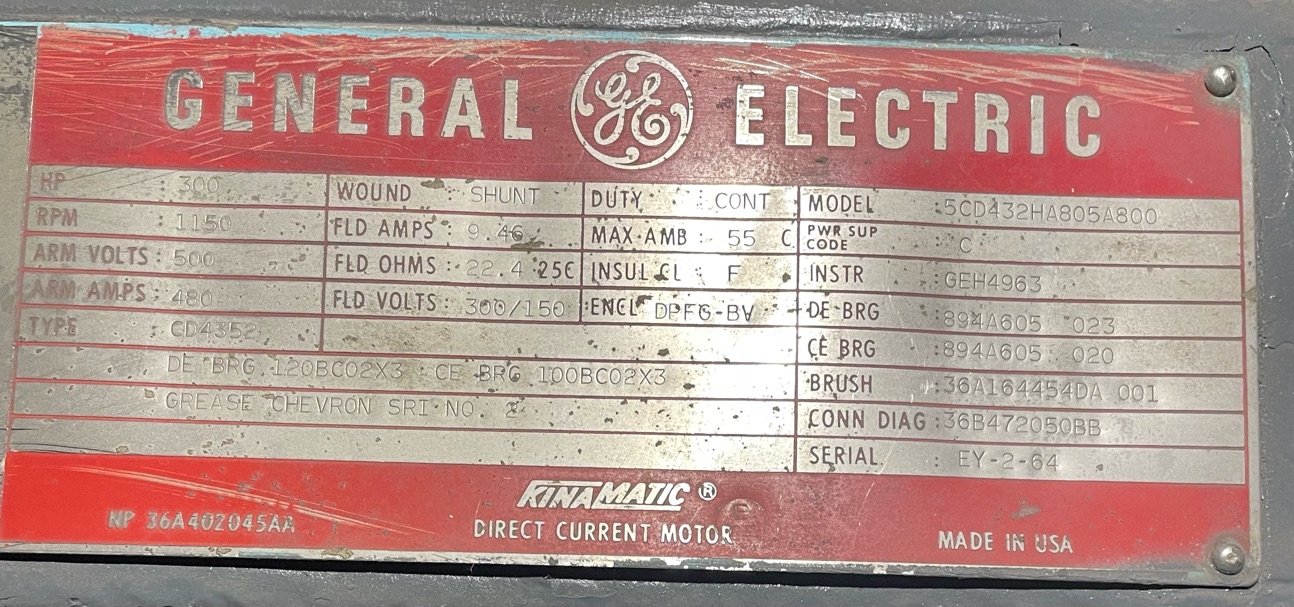 GENERAL GE ELECTRIC
HP : 300
RPM : 1150
ARM VOLTS : 500
ARM AMPS : 480
TYPE : CD4352
WOUND : SHUNT
FLD AMPS : 9.46
FLD OHMS : 22.4 25C
FLD VOLTS : 300/150
DUTY : CONT
MAX AMB : 55 C
INSUL CL : F
ENCL DPFG-BV
DE BRG 120BC02X3 CE BRG 100BC02X3
GREASE CHEVRON SRI NO. 2
MODEL :5CD432HA805A800
PWR SUP
CODE : C
INSTR :GEH4963
DE BRG :894A605 023
CE BRG :894A605 020
BRUSH :36A164454DA 001
CONN DIAG :36B472050BB
SERIAL : EY-2-64
KINAMATIC ®
NP 36A402045AA
DIRECT CURRENT MOTOR
MADE IN USA